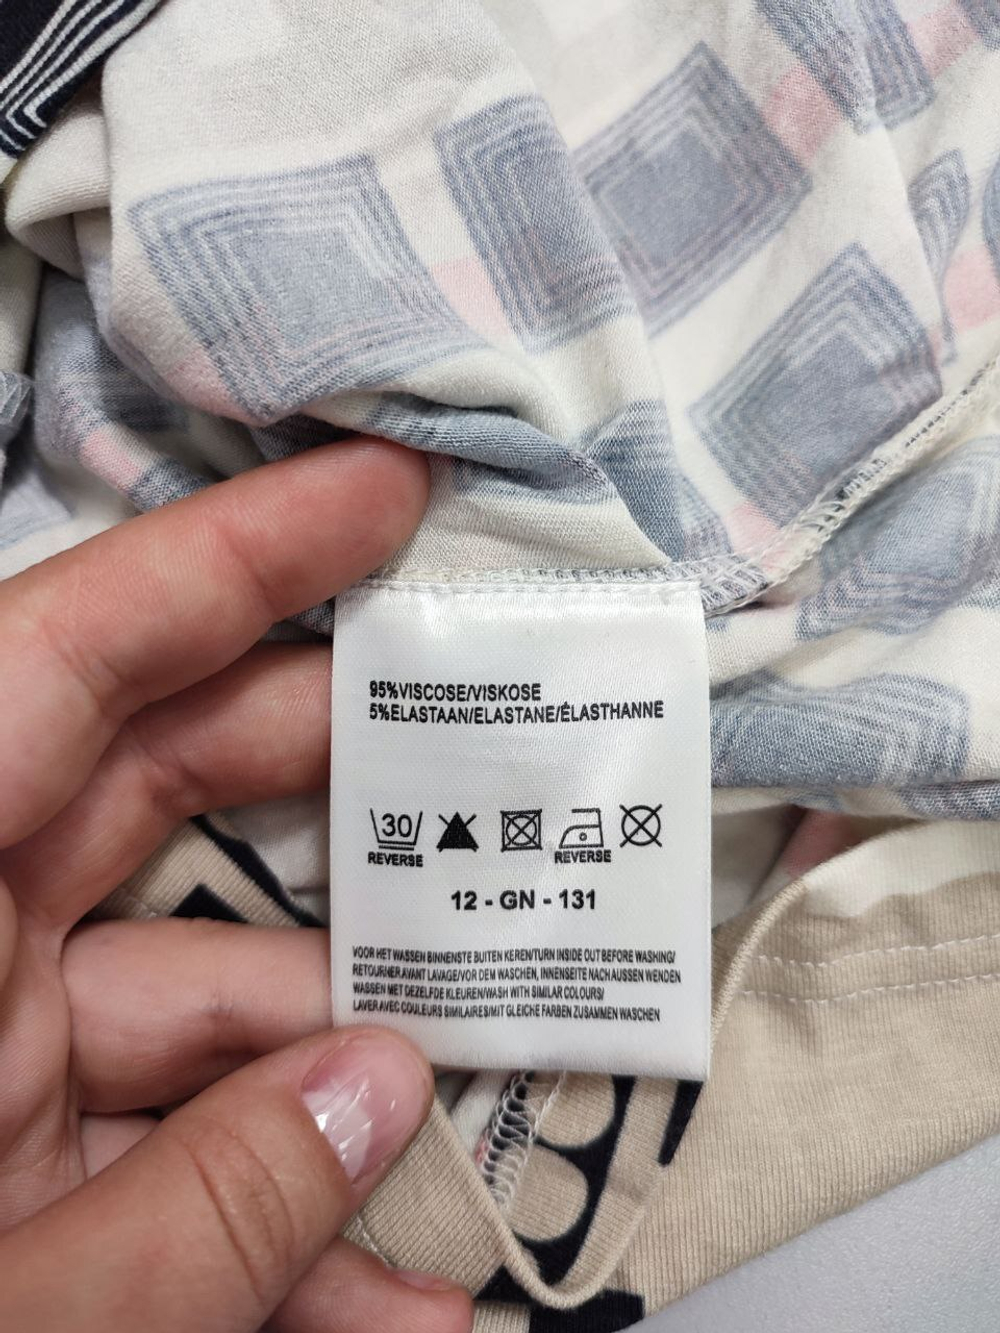 95%VISCOSE/VISKOSE
5%ELASTAAN/ELASTANE/ÉLASTHANNE
30
REVERSE REVERSE
12 - GN - 131
VOOR HET WASSEN BINNENSTE BUITEN KEREN/TURN INSIDE OUT BEFORE WASHING/
RETOURNER AVANT LAVAGE/VOR DEM WASCHEN, INNENSEITE NACH AUSSEN WENDEN
WASSEN MET DEZELFDE KLEUREN/WASH WITH SIMILAR COLOURS/
LAVER AVEC COULEURS SIMILAIRES/MIT GLEICHE FARBEN ZUSAMMEN WASCHEN